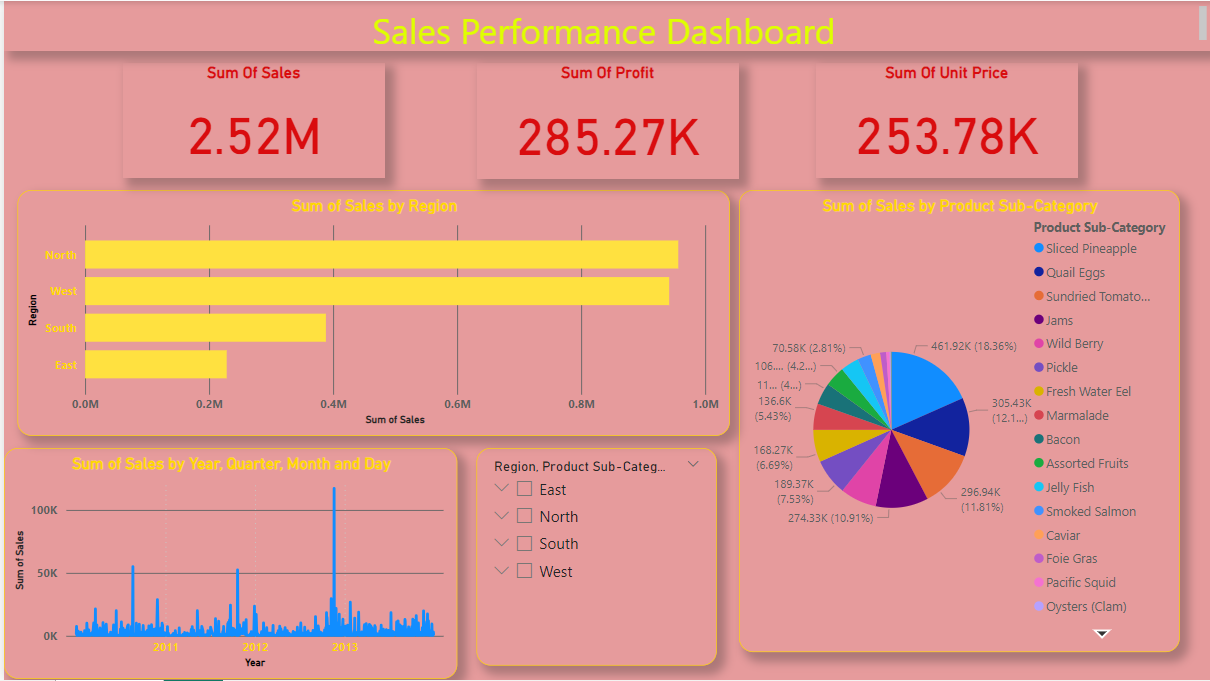 Sales Performance Dashboard
Sum Of Sales
2.52M
Sum Of Profit
285.27K
Sum Of Unit Price
253.78K
Sum of Sales by Region
Region
North
West
South
East
0.0M 0.2M 0.4M 0.6M 0.8M 1.0M
Sum of Sales
Sum of Sales by Product Sub-Category
461.92K (18.36%)
305.43K
(12.1...)
296.94K
(11.81%)
274.33K (10.91%)
189.37K
(7.53%)
168.27K
(6.69%)
136.6K
(5.43%)
11... (4...)
106.... (4.2...)
70.58K (2.81%)
Product Sub-Category
Sliced Pineapple
Quail Eggs
Sundried Tomato...
Jams
Wild Berry
Pickle
Fresh Water Eel
Marmalade
Bacon
Assorted Fruits
Jelly Fish
Smoked Salmon
Caviar
Foie Gras
Pacific Squid
Oysters (Clam)
Sum of Sales by Year, Quarter, Month and Day
Sum of Sales
100K
50K
0K
2011 2012 2013
Year
Region, Product Sub-Categ...
East
North
South
West